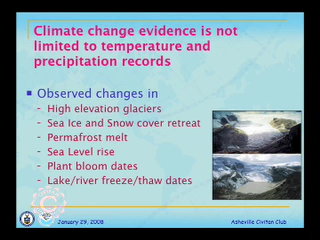 Climate change evidence is not
limited to temperature and
precipitation records
Observed changes in
- High elevation glaciers
- Sea Ice and Snow cover retreat
- Permafrost melt
- Sea Level rise
- Plant bloom dates
- Lake/river freeze/thaw dates
January 29, 2008
Asheville Civitan Club